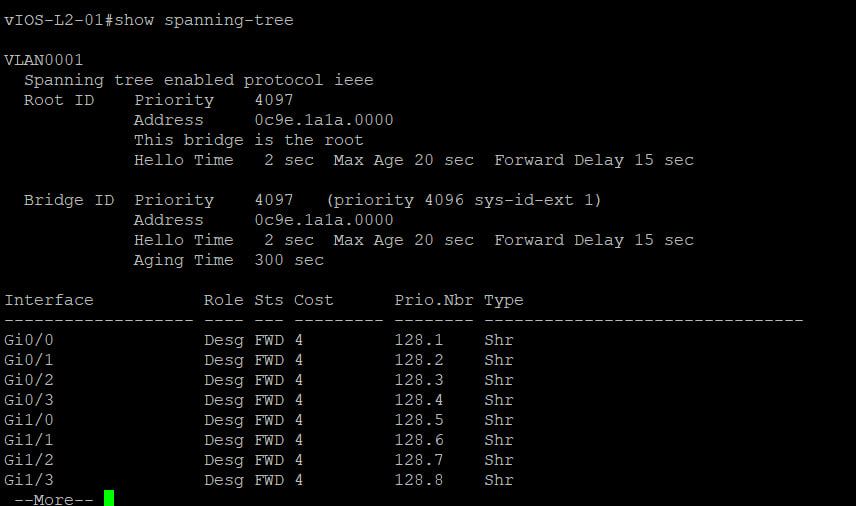 vIOS-L2-01#show spanning-tree

VLAN0001
  Spanning tree enabled protocol ieee
  Root ID    Priority    4097
             Address     0c9e.1a1a.0000
             This bridge is the root
             Hello Time   2 sec  Max Age 20 sec  Forward Delay 15 sec

  Bridge ID  Priority    4097   (priority 4096 sys-id-ext 1)
             Address     0c9e.1a1a.0000
             Hello Time   2 sec  Max Age 20 sec  Forward Delay 15 sec
             Aging Time  300 sec

Interface           Role Sts Cost      Prio.Nbr Type
------------------- ---- --- --------- -------- --------------------------------
Gi0/0               Desg FWD 4         128.1    Shr
Gi0/1               Desg FWD 4         128.2    Shr
Gi0/2               Desg FWD 4         128.3    Shr
Gi0/3               Desg FWD 4         128.4    Shr
Gi1/0               Desg FWD 4         128.5    Shr
Gi1/1               Desg FWD 4         128.6    Shr
Gi1/2               Desg FWD 4         128.7    Shr
Gi1/3               Desg FWD 4         128.8    Shr
 --More--